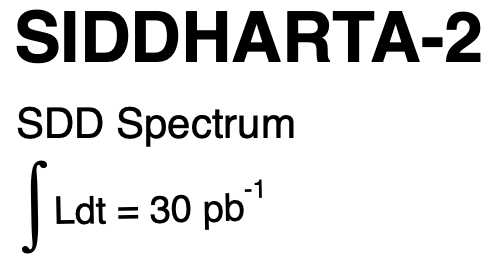 SIDDHARTA-2
SDD Spectrum
∫ Ldt = 30 pb⁻¹